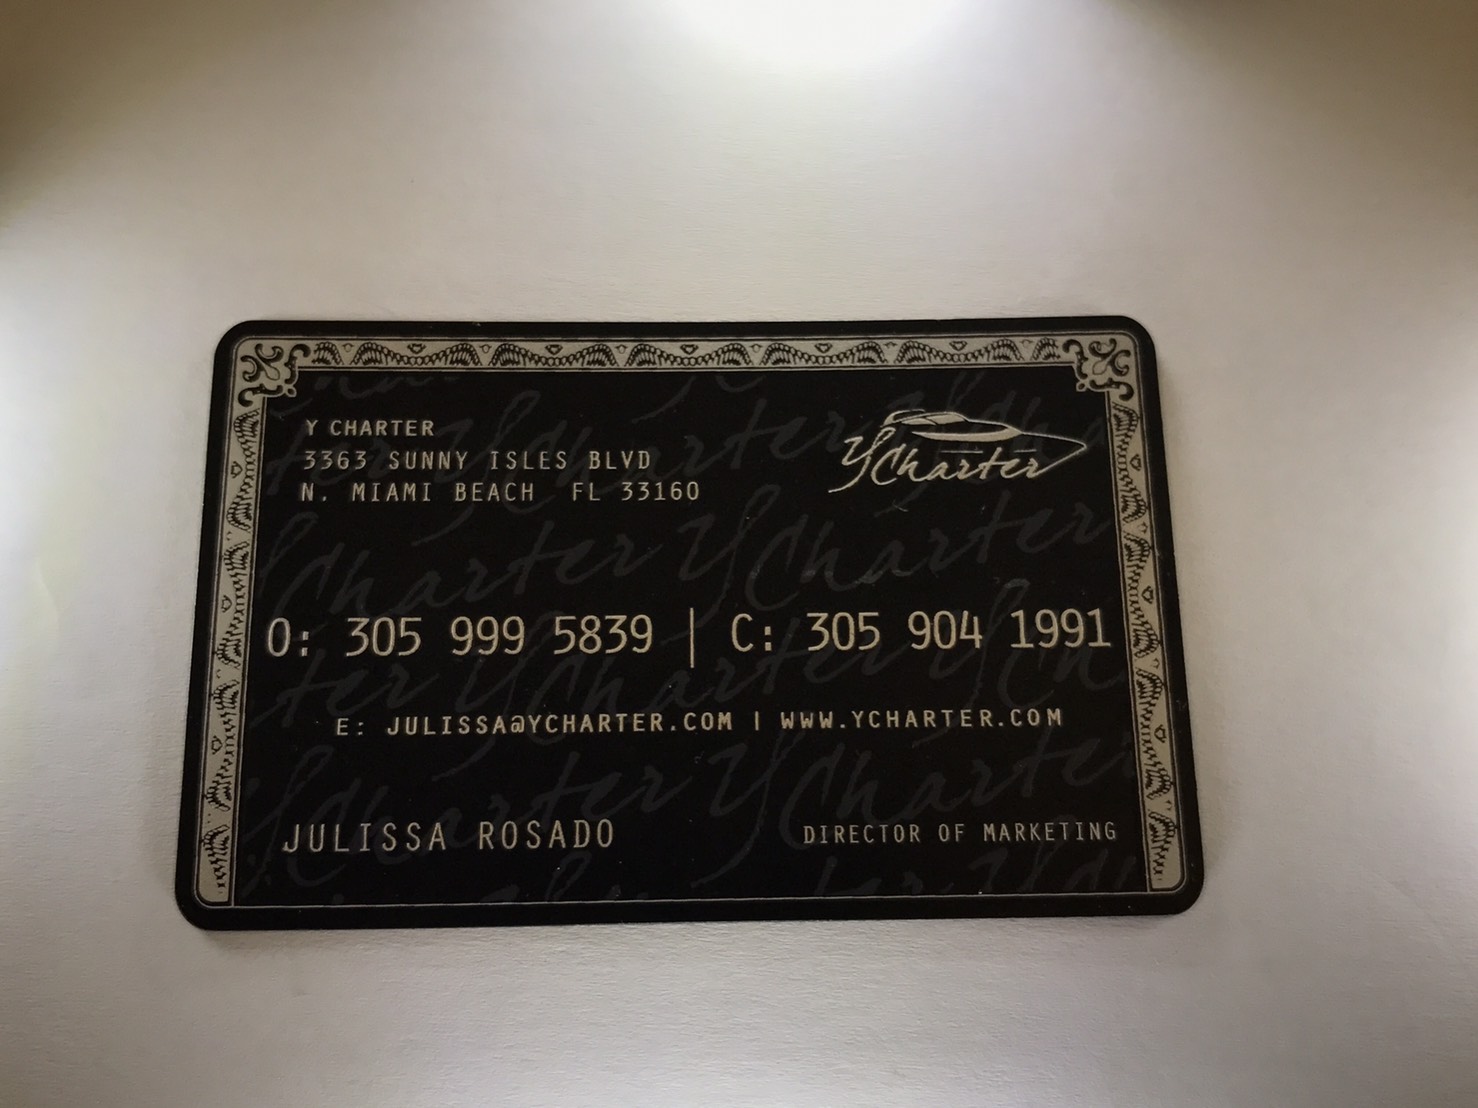 Y CHARTER
3363 SUNNY ISLES BLVD
N. MIAMI BEACH FL 33160
YCharter
O: 305 999 5839 | C: 305 904 1991
E: JULISSA@YCHARTER.COM | WWW.YCHARTER.COM
JULISSA ROSADO
DIRECTOR OF MARKETING